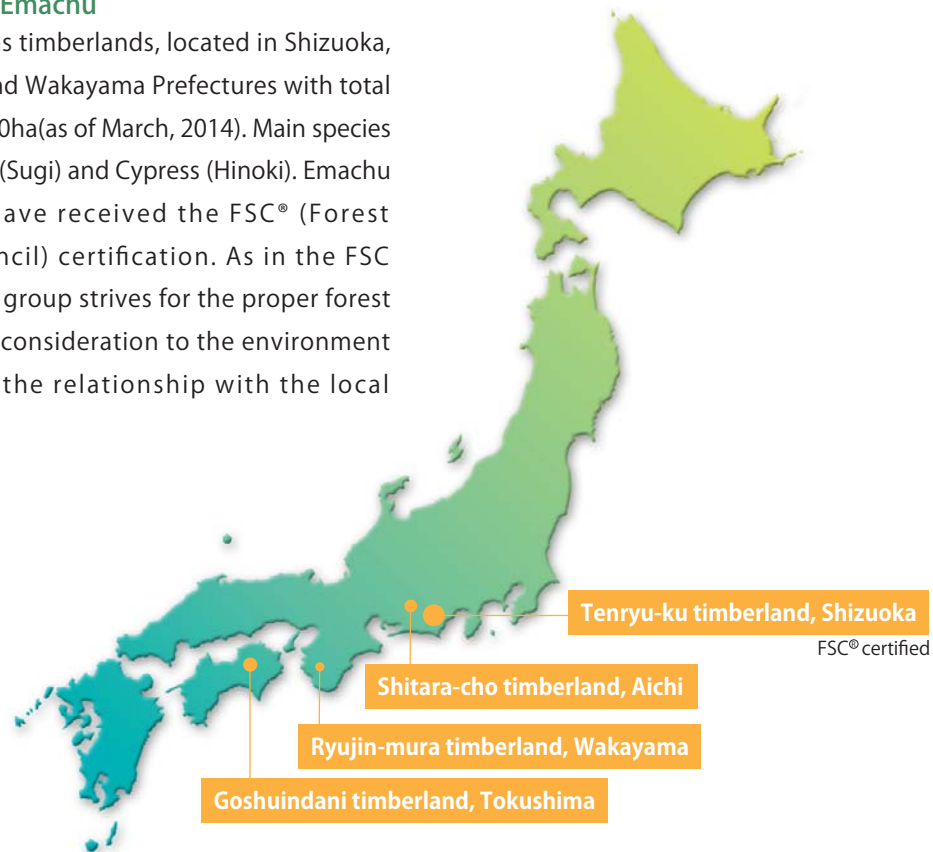 Emachu
s timberlands, located in Shizuoka,
nd Wakayama Prefectures with total
0ha(as of March, 2014). Main species
(Sugi) and Cypress (Hinoki). Emachu
ave received the FSC® (Forest
ncil) certification. As in the FSC
group strives for the proper forest
consideration to the environment
the relationship with the local
Tenryu-ku timberland, Shizuoka
FSC® certified
Shitara-cho timberland, Aichi
Ryujin-mura timberland, Wakayama
Goshuindani timberland, Tokushima